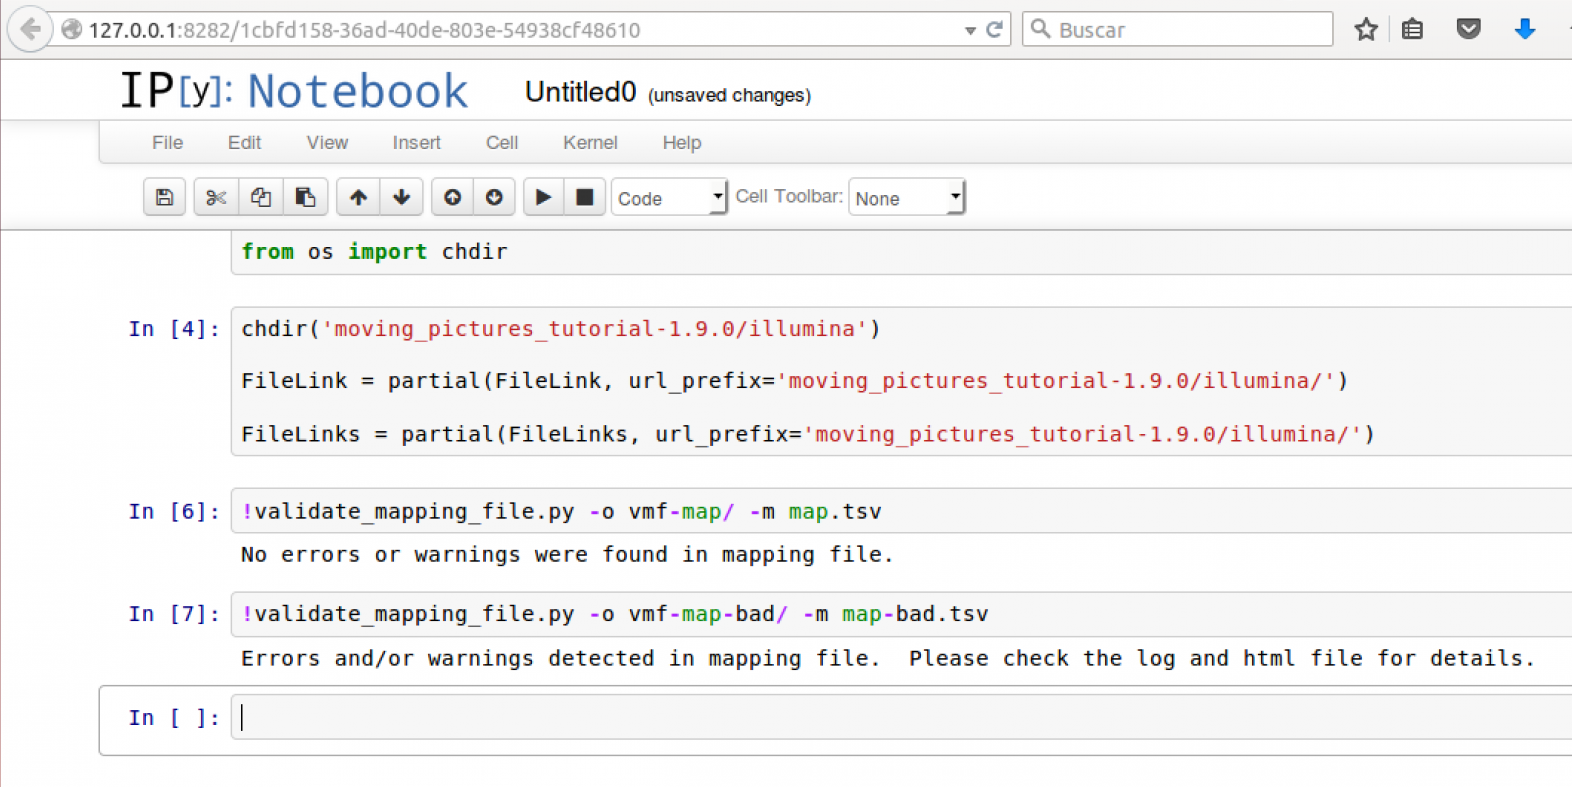 127.0.0.1:8282/1cbfd158-36ad-40de-803e-54938cf48610
Buscar
IP[y]: Notebook
Untitled0 (unsaved changes)
File Edit View Insert Cell Kernel Help
Code Cell Toolbar: None
from os import chdir
In [4]: chdir('moving_pictures_tutorial-1.9.0/illumina')
FileLink = partial(FileLink, url_prefix='moving_pictures_tutorial-1.9.0/illumina/')
FileLinks = partial(FileLinks, url_prefix='moving_pictures_tutorial-1.9.0/illumina/')
In [6]: !validate_mapping_file.py -o vmf-map/ -m map.tsv
No errors or warnings were found in mapping file.
In [7]: !validate_mapping_file.py -o vmf-map-bad/ -m map-bad.tsv
Errors and/or warnings detected in mapping file.  Please check the log and html file for details.
In [ ]: